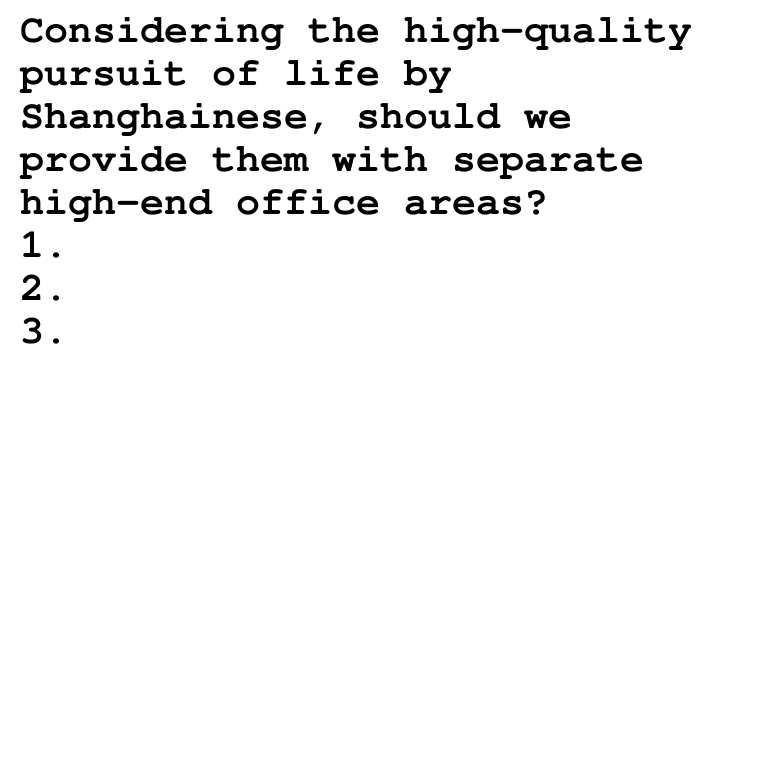 Considering the high-quality
pursuit of life by
Shanghainese, should we
provide them with separate
high-end office areas?
1.
2.
3.